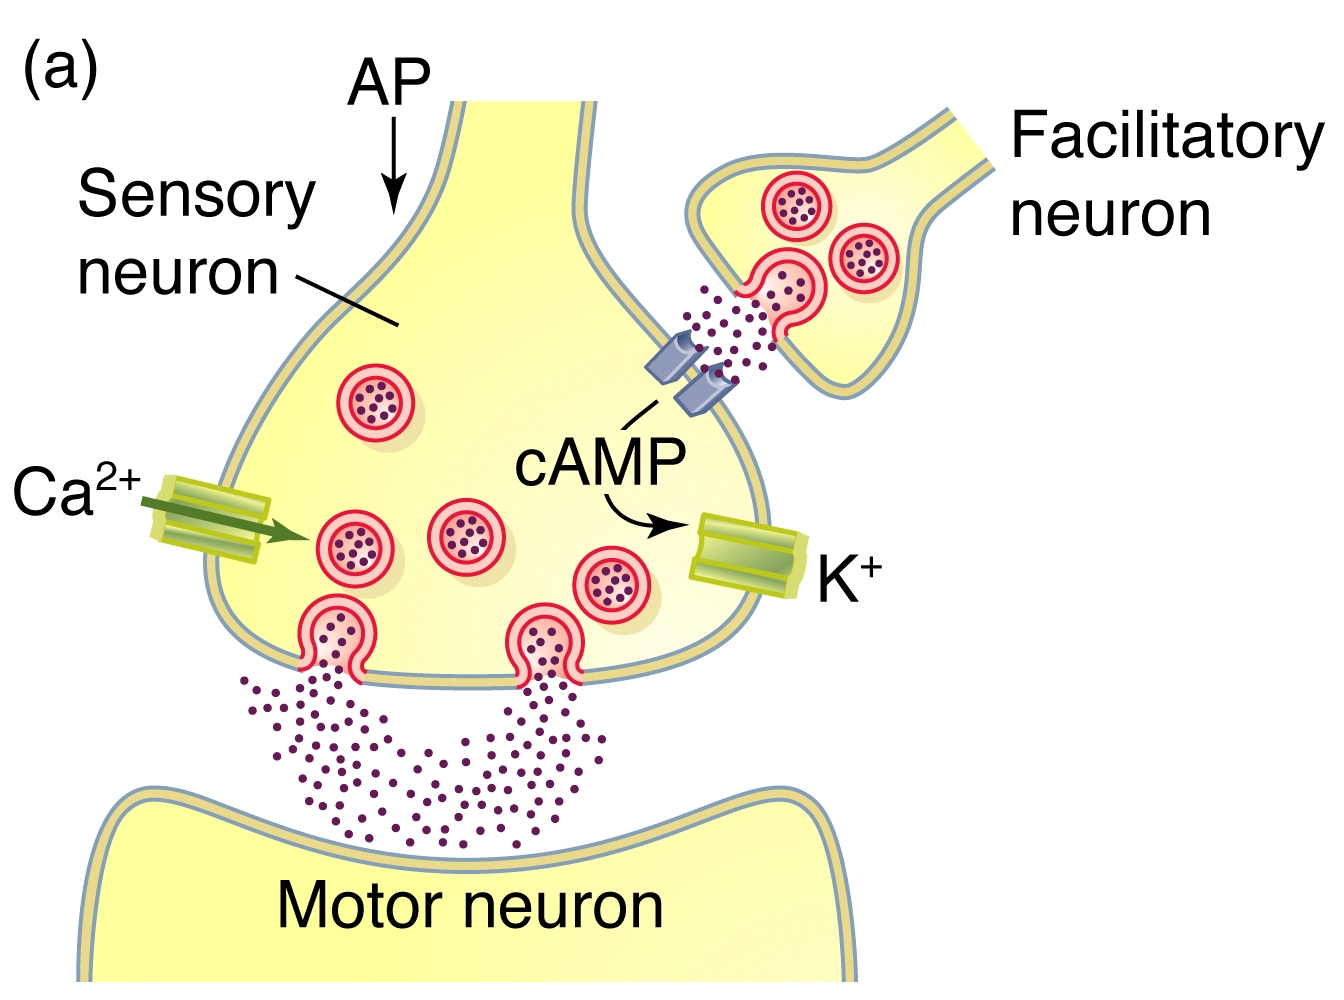 (a)
AP
Sensory
neuron
Facilitatory
neuron
cAMP
Ca²⁺
K⁺
Motor neuron